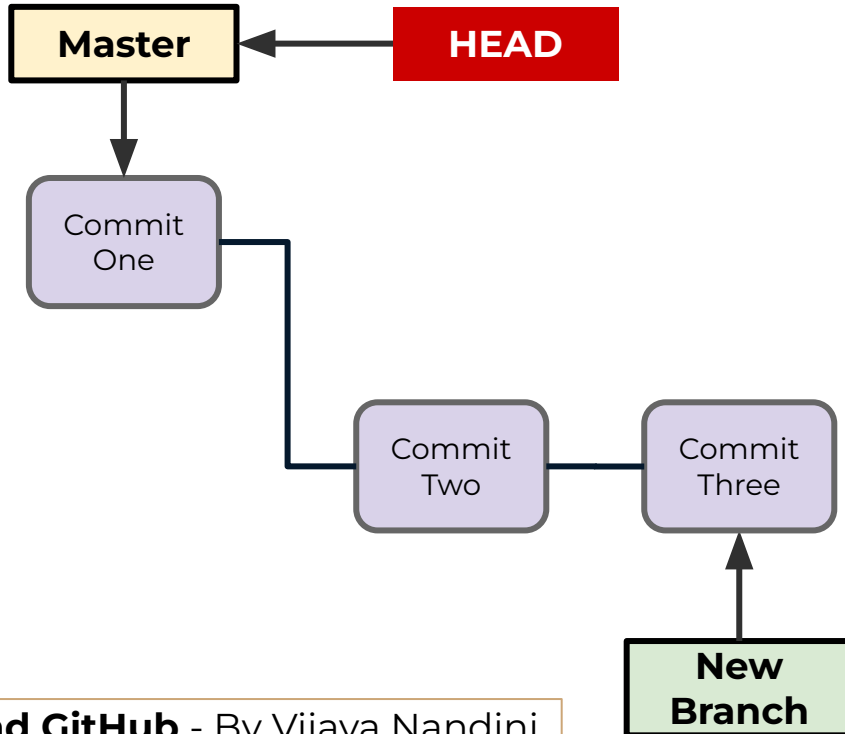 Master
HEAD
Commit
One
Commit
Two
Commit
Three
New
Branch
GitHub - By Vijaya Nandini